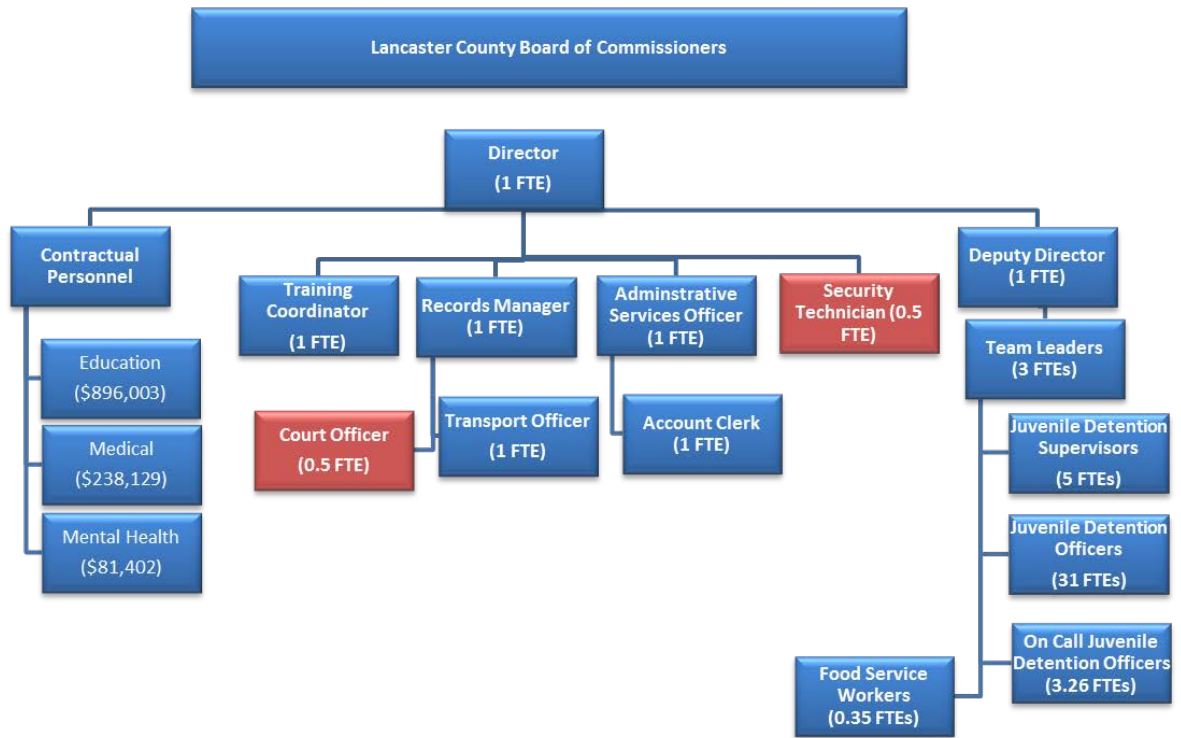 Lancaster County Board of Commissioners
Director
(1 FTE)
Contractual
Personnel
Education
($896,003)
Medical
($238,129)
Mental Health
($81,402)
Training
Coordinator
(1 FTE)
Records Manager
(1 FTE)
Court Officer
(0.5 FTE)
Transport Officer
(1 FTE)
Adminstrative
Services Officer
(1 FTE)
Account Clerk
(1 FTE)
Security
Technician (0.5
FTE)
Deputy Director
(1 FTE)
Team Leaders
(3 FTEs)
Juvenile Detention
Supervisors
(5 FTEs)
Juvenile Detention
Officers
(31 FTEs)
On Call Juvenile
Detention Officers
(3.26 FTEs)
Food Service
Workers
(0.35 FTEs)